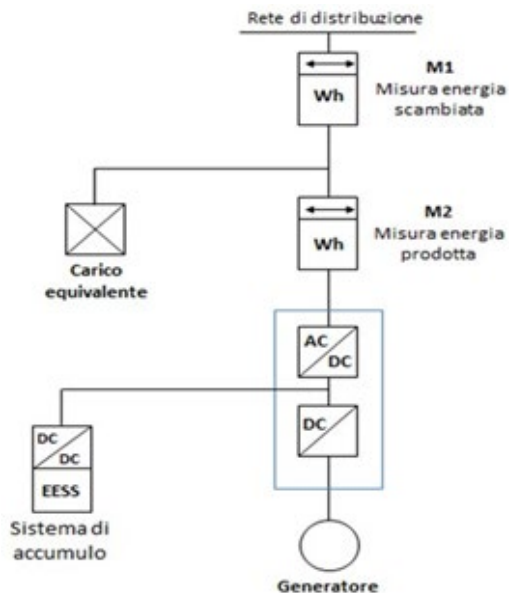 Rete di distribuzione
M1
Misura energia
scambiata
Wh
M2
Misura energia
prodotta
Wh
Carico
equivalente
AC
DC
DC
DC
DC
EESS
Sistema di
accumulo
Generatore